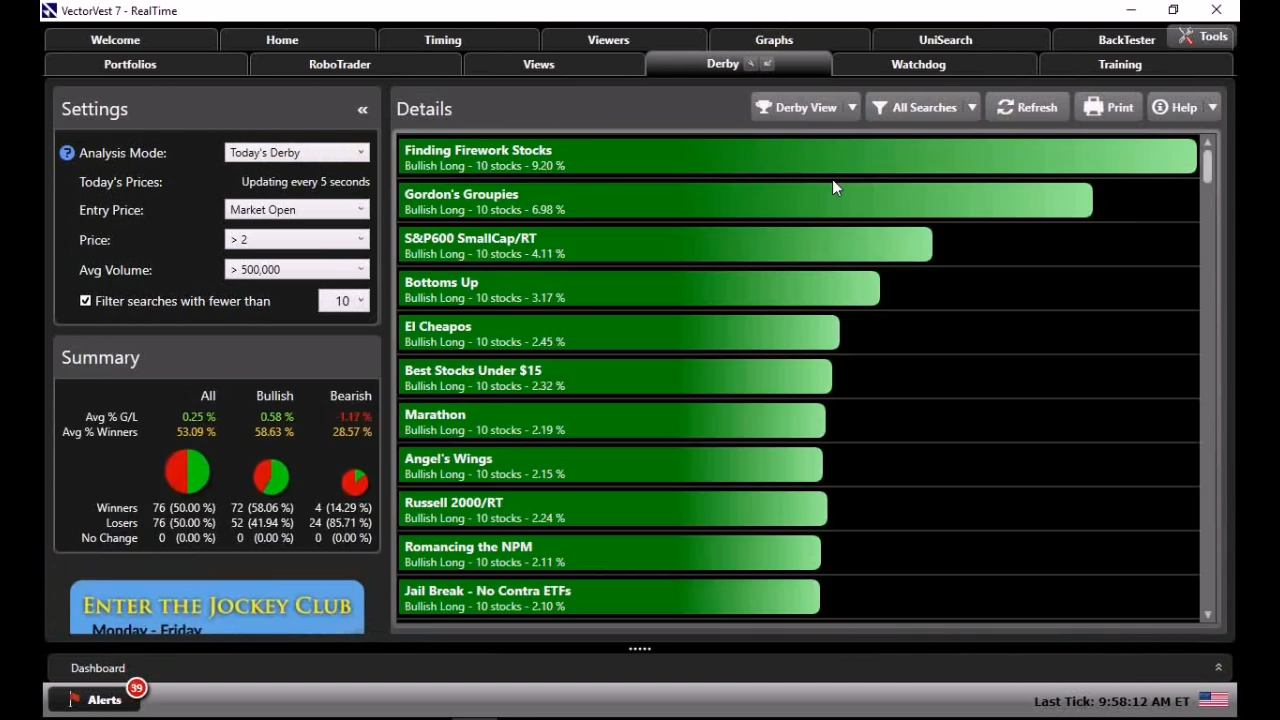 VectorVest 7 - RealTime
Welcome Home Timing Viewers Graphs UniSearch BackTester Tools
Portfolios RoboTrader Views Derby Watchdog Training
Settings «
? Analysis Mode: Today's Derby
Today's Prices: Updating every 5 seconds
Entry Price: Market Open
Price: > 2
Avg Volume: > 500,000
Filter searches with fewer than 10
Summary
All Bullish Bearish
Avg % G/L 0.25 % 0.58 % -1.17 %
Avg % Winners 53.09 % 58.63 % 28.57 %
Winners 76 (50.00 %) 72 (58.06 %) 4 (14.29 %)
Losers 76 (50.00 %) 52 (41.94 %) 24 (85.71 %)
No Change 0 (0.00 %) 0 (0.00 %) 0 (0.00 %)
ENTER THE JOCKEY CLUB
Monday - Friday
Details Derby View All Searches Refresh Print Help
Finding Firework Stocks
Bullish Long - 10 stocks - 9.20 %
Gordon's Groupies
Bullish Long - 10 stocks - 6.98 %
S&P600 SmallCap/RT
Bullish Long - 10 stocks - 4.11 %
Bottoms Up
Bullish Long - 10 stocks - 3.17 %
El Cheapos
Bullish Long - 10 stocks - 2.45 %
Best Stocks Under $15
Bullish Long - 10 stocks - 2.32 %
Marathon
Bullish Long - 10 stocks - 2.19 %
Angel's Wings
Bullish Long - 10 stocks - 2.15 %
Russell 2000/RT
Bullish Long - 10 stocks - 2.24 %
Romancing the NPM
Bullish Long - 10 stocks - 2.11 %
Jail Break - No Contra ETFs
Bullish Long - 10 stocks - 2.10 %
Dashboard
Alerts 39
Last Tick: 9:58:12 AM ET